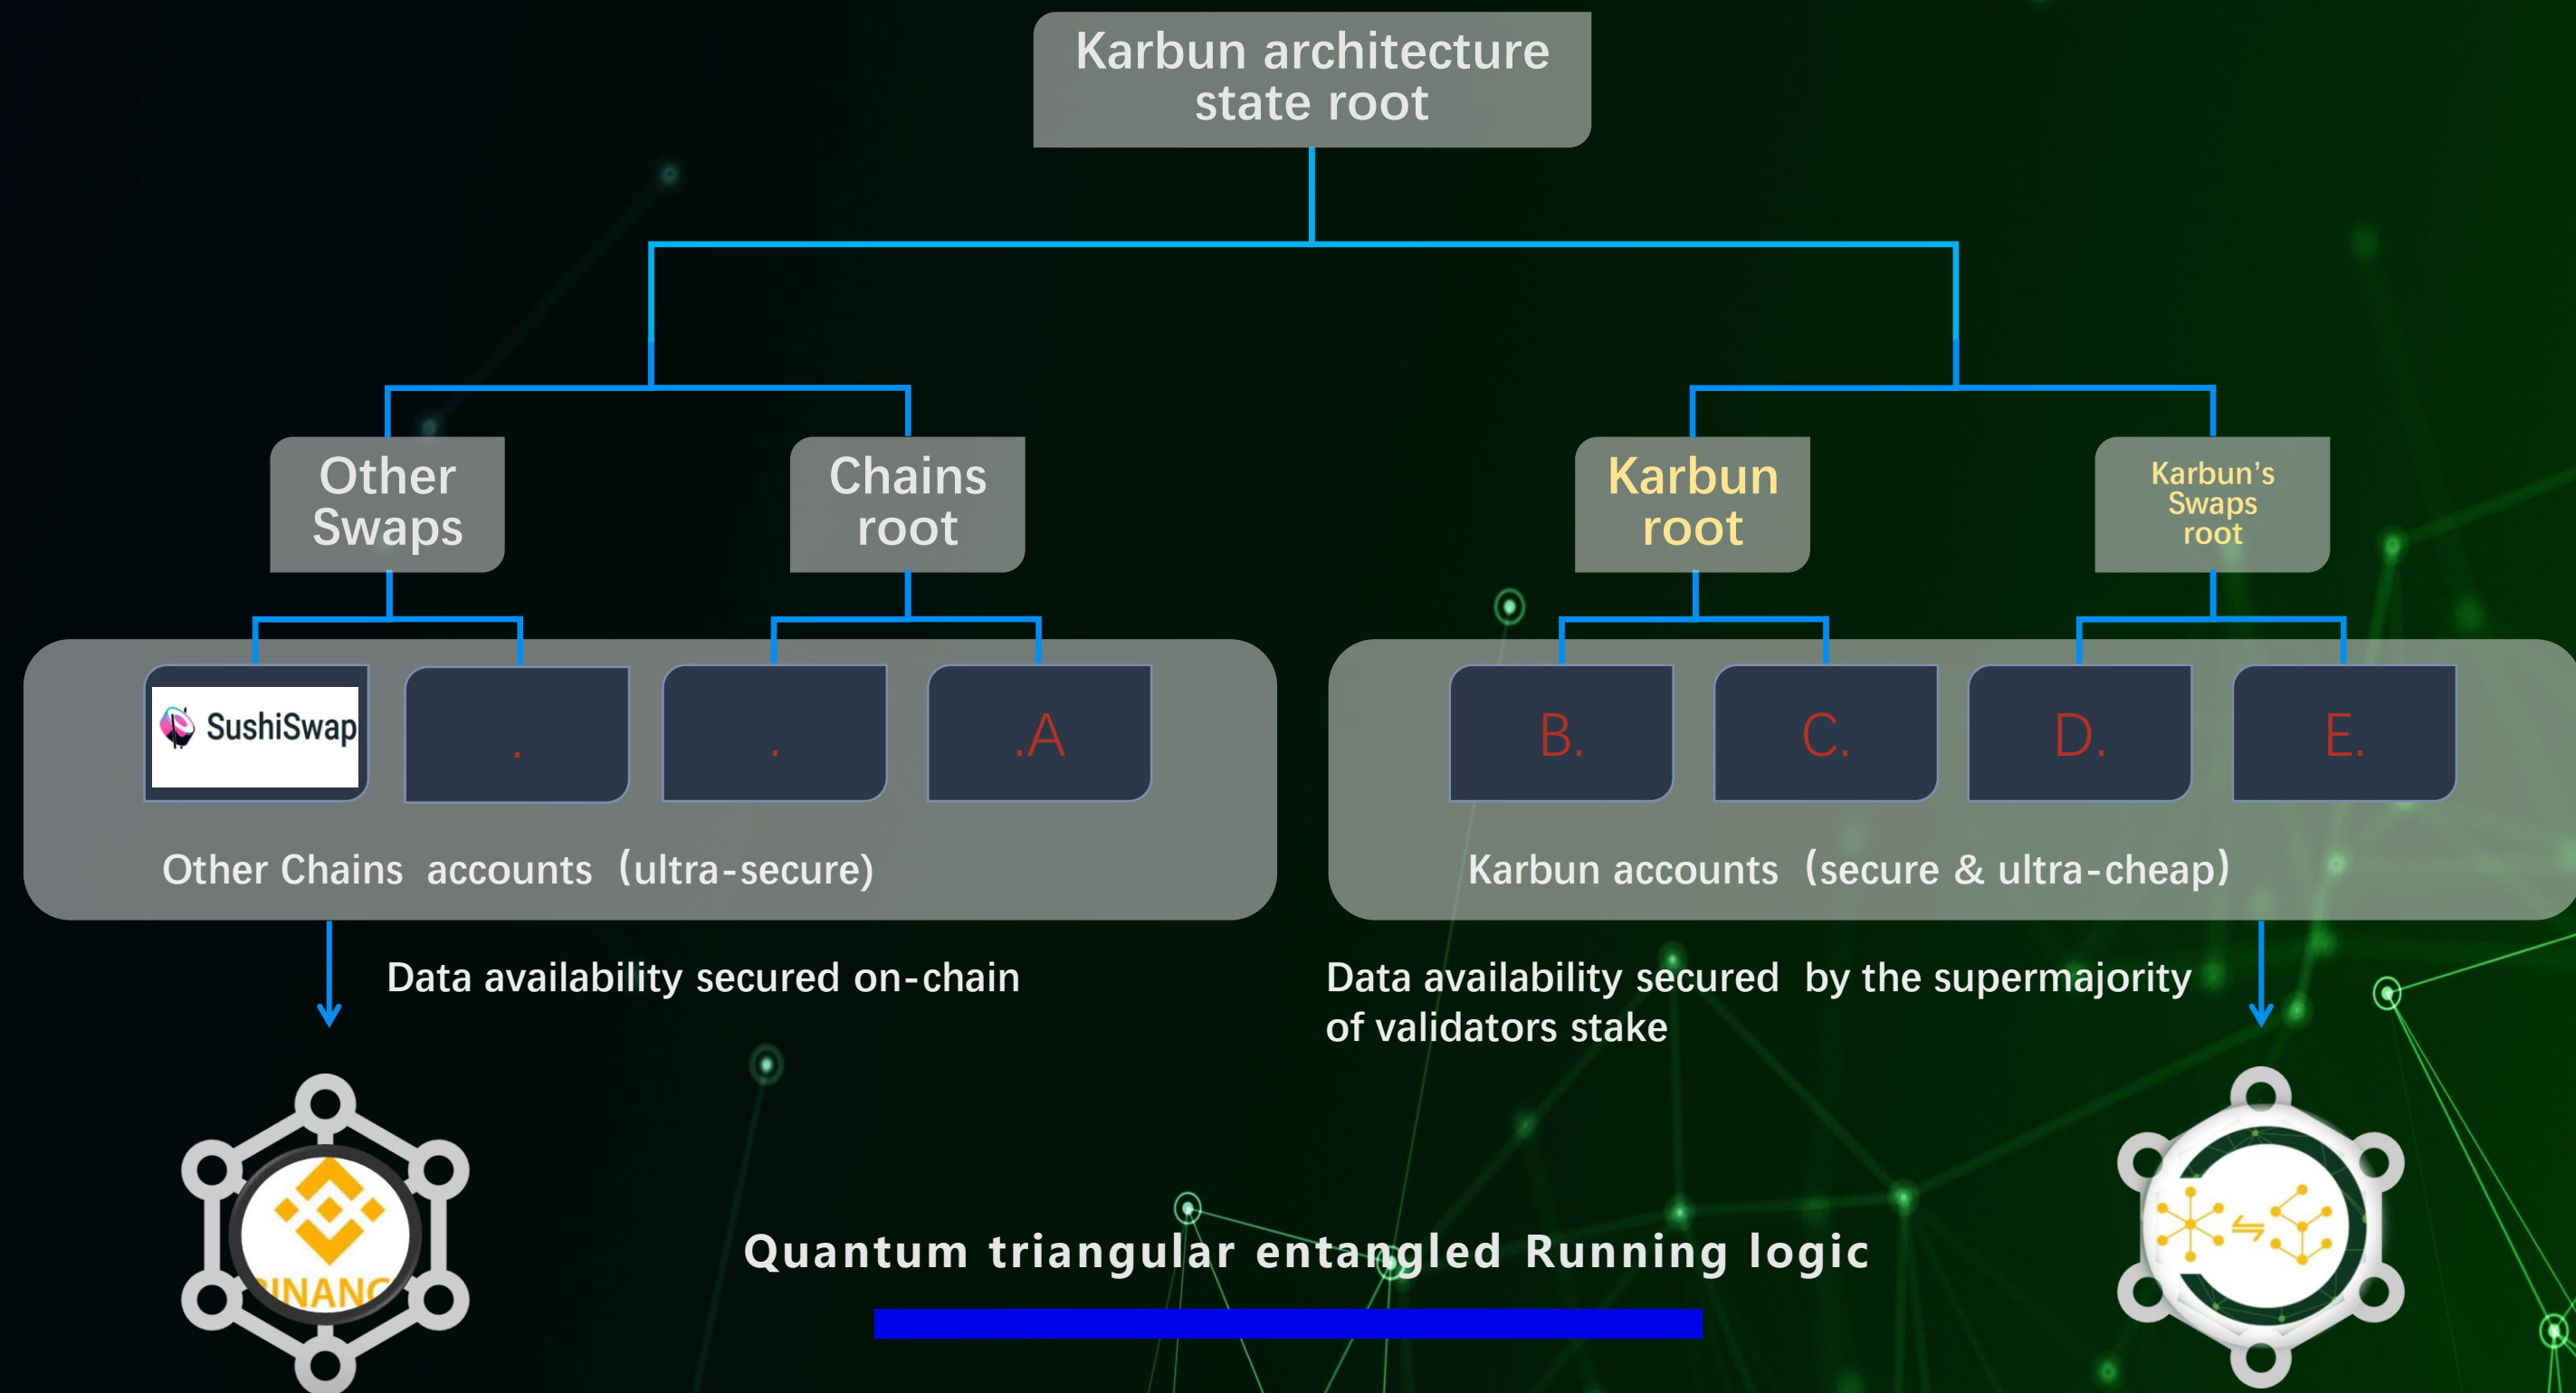 Karbun architecture
state root
Other
Swaps
Chains
root
Karbun
root
Karbun’s
Swaps
root
SushiSwap
.
.
.A
B.
C.
D.
E.
Other Chains accounts (ultra-secure)
Karbun accounts (secure & ultra-cheap)
Data availability secured on-chain
Data availability secured by the supermajority
of validators stake
BINANC
Quantum triangular entangled Running logic